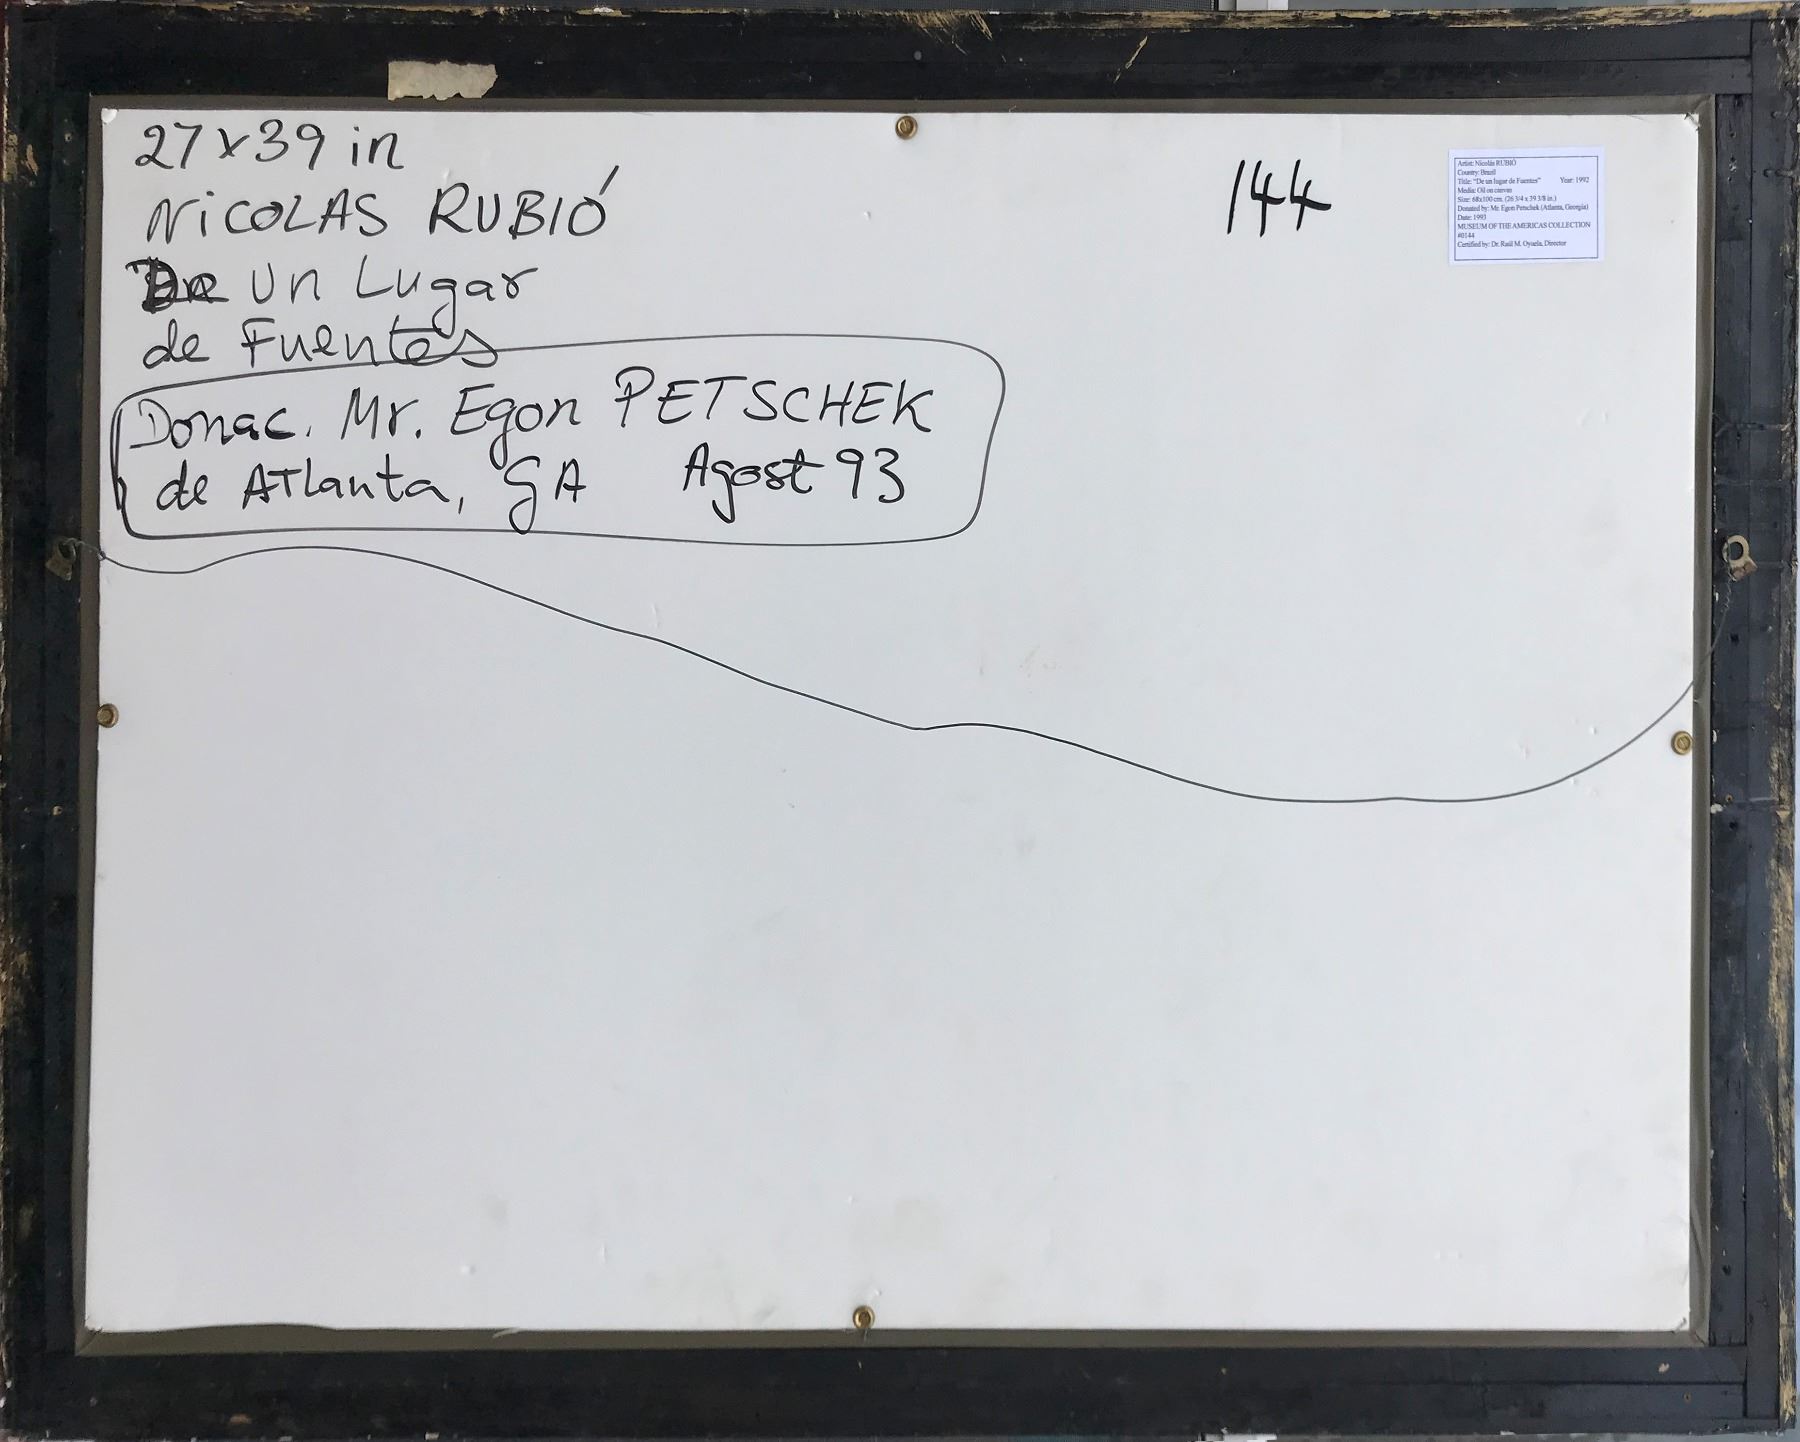 27x39 in
NiCOLAS RUBIÓ
De Un Lugar
de Fuentes
Donac. Mr. Egon PETSCHEK
de ATlanta, GA Agost 93
144
Artist: Nicolás RUBIÓ
Country: Brazil
Title: "De un lugar de Fuentes" Year: 1992
Media: Oil on canvas
Size: 68x100 cm. (26 3/4 x 39 3/8 in.)
Donated by: Mr. Egon Petschek (Atlanta, Georgia)
Date: 1993
MUSEUM OF THE AMERICAS COLLECTION
#0144
Certified by: Dr. Raúl M. Oyuela, Director